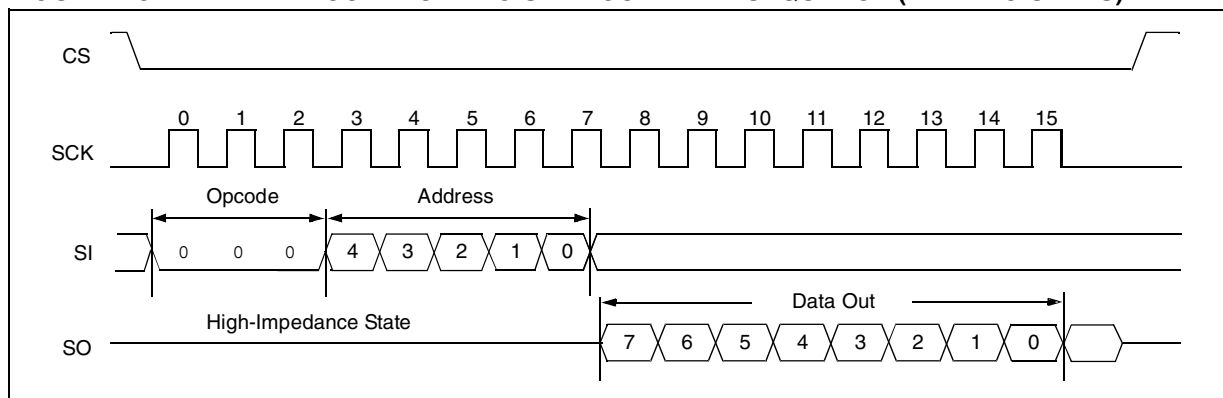 CS
0 1 2 3 4 5 6 7 8 9 10 11 12 13 14 15
SCK
Opcode Address
SI 0 0 0 4 3 2 1 0
Data Out
High-Impedance State
SO 7 6 5 4 3 2 1 0